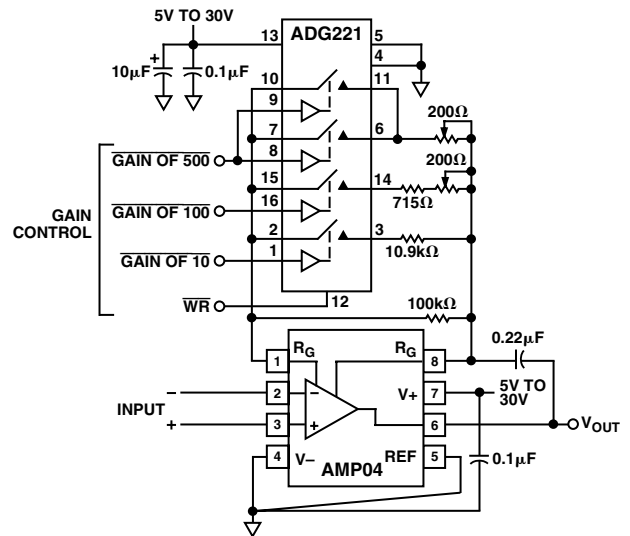 5V TO 30V
13
ADG221
5
4
10µF
+
0.1µF
10
11
9
200Ω
7
6
GAIN OF 500
8
200Ω
15
14
715Ω
GAIN
CONTROL
GAIN OF 100
16
2
3
10.9kΩ
GAIN OF 10
1
WR
12
100kΩ
0.22µF
1
RG
RG
8
INPUT
−
2
−
V+
7
5V TO
30V
+
3
+
6
VOUT
4
V−
REF
5
0.1µF
AMP04